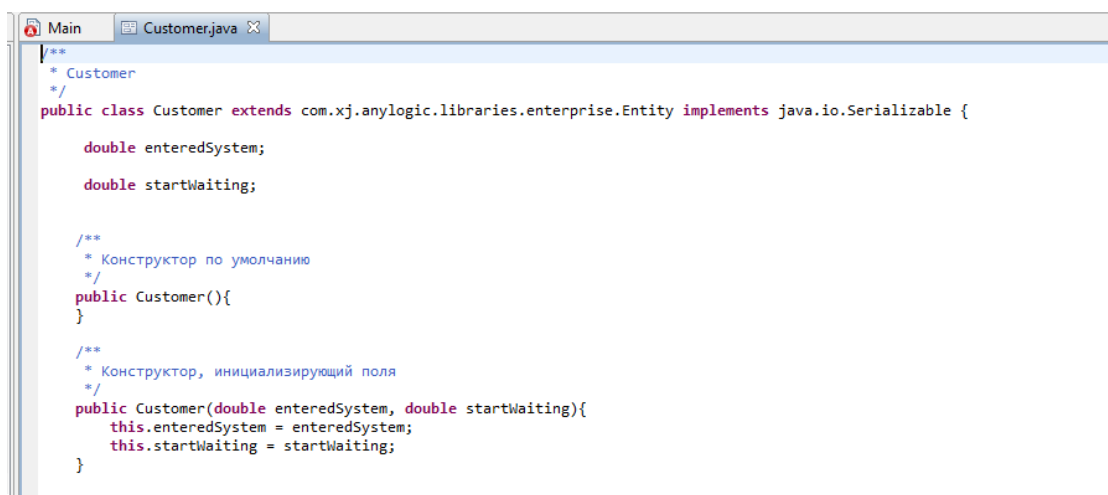 Main Customer.java
/**
* Customer
*/
public class Customer extends com.xj.anylogic.libraries.enterprise.Entity implements java.io.Serializable {
double enteredSystem;
double startWaiting;
/**
* Конструктор по умолчанию
*/
public Customer(){
}
/**
* Конструктор, инициализирующий поля
*/
public Customer(double enteredSystem, double startWaiting){
this.enteredSystem = enteredSystem;
this.startWaiting = startWaiting;
}